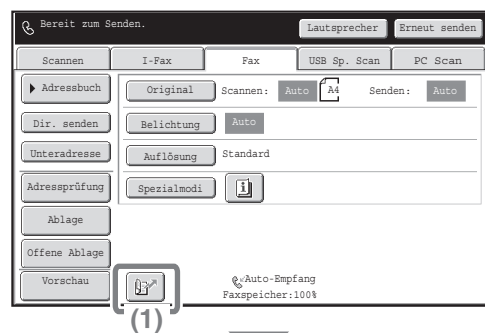 Bereit zum Senden.
Lautsprecher Erneut senden
Scannen I-Fax Fax USB Sp. Scan PC Scan
Adressbuch Original Scannen: Auto A4 Senden: Auto
Dir. senden Belichtung Auto
Unteradresse Auflösung Standard
Adressprüfung Spezialmodi
Ablage
Offene Ablage
Vorschau Auto-Empfang
Faxspeicher:100%
(1)